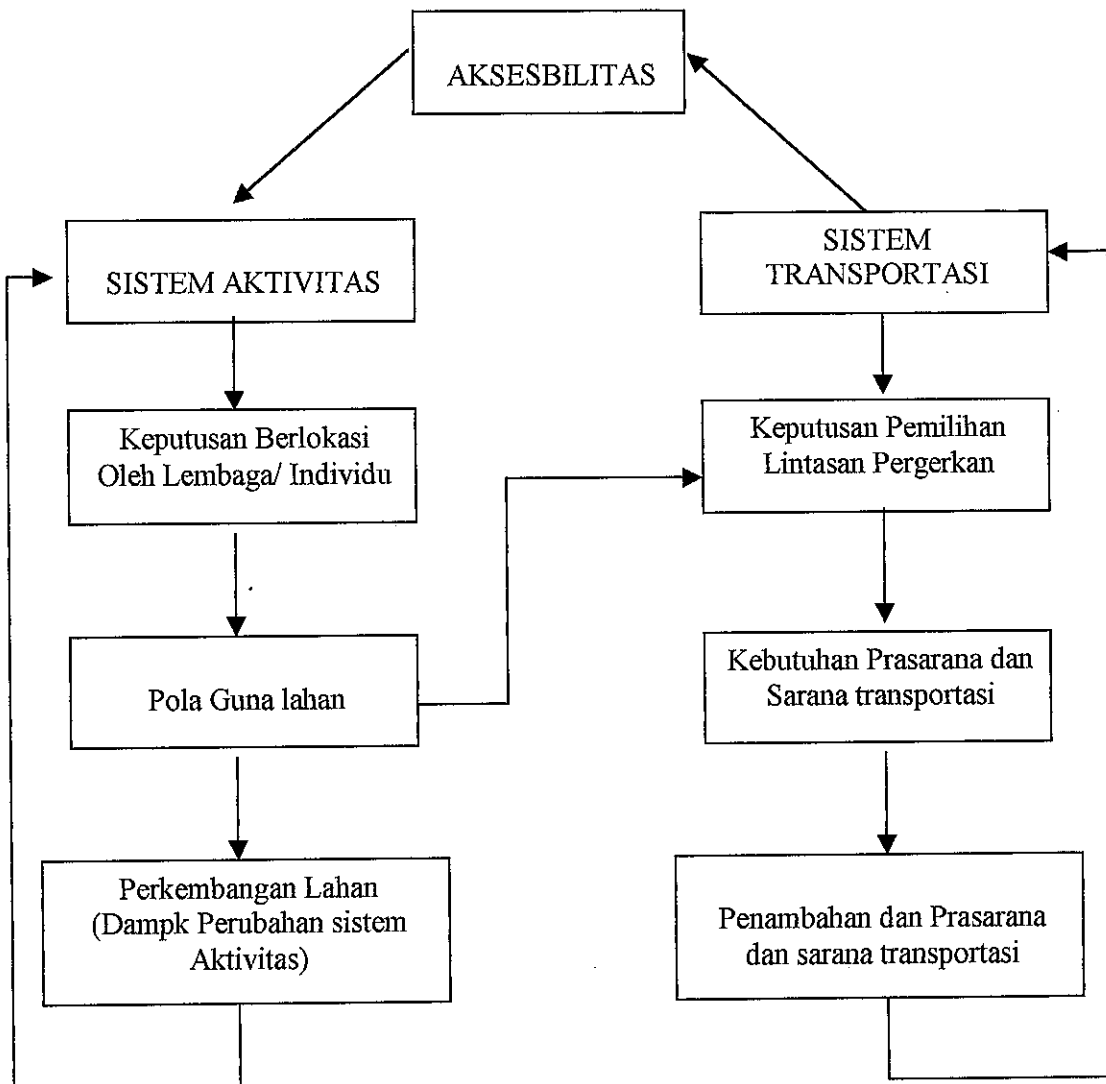 AKSESBILITAS
SISTEM AKTIVITAS
SISTEM
TRANSPORTASI
Keputusan Berlokasi
Oleh Lembaga/ Individu
Keputusan Pemilihan
Lintasan Pergerkan
Pola Guna lahan
Kebutuhan Prasarana dan
Sarana transportasi
Perkembangan Lahan
(Dampk Perubahan sistem
Aktivitas)
Penambahan dan Prasarana
dan sarana transportasi